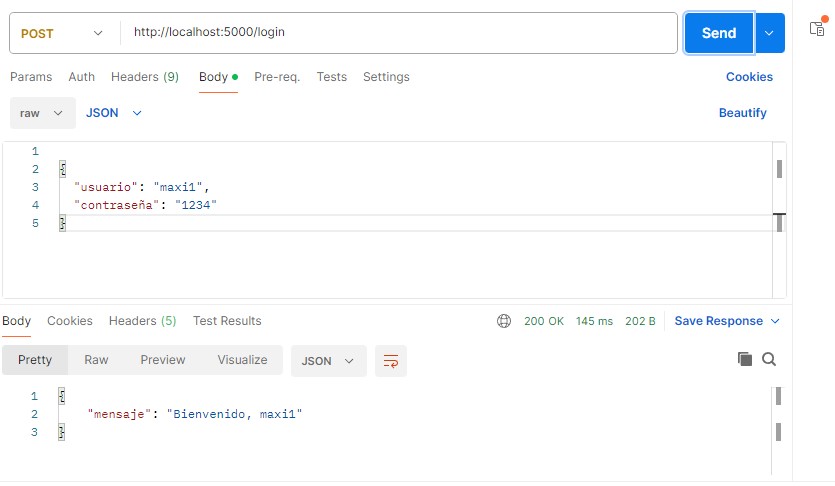 POST http://localhost:5000/login Send
Params Auth Headers (9) Body Pre-req. Tests Settings Cookies
raw JSON Beautify
1
2 {
3 "usuario": "maxi1",
4 "contraseña": "1234"
5 }
Body Cookies Headers (5) Test Results 200 OK 145 ms 202 B Save Response
Pretty Raw Preview Visualize JSON
1 {
2 "mensaje": "Bienvenido, maxi1"
3 }